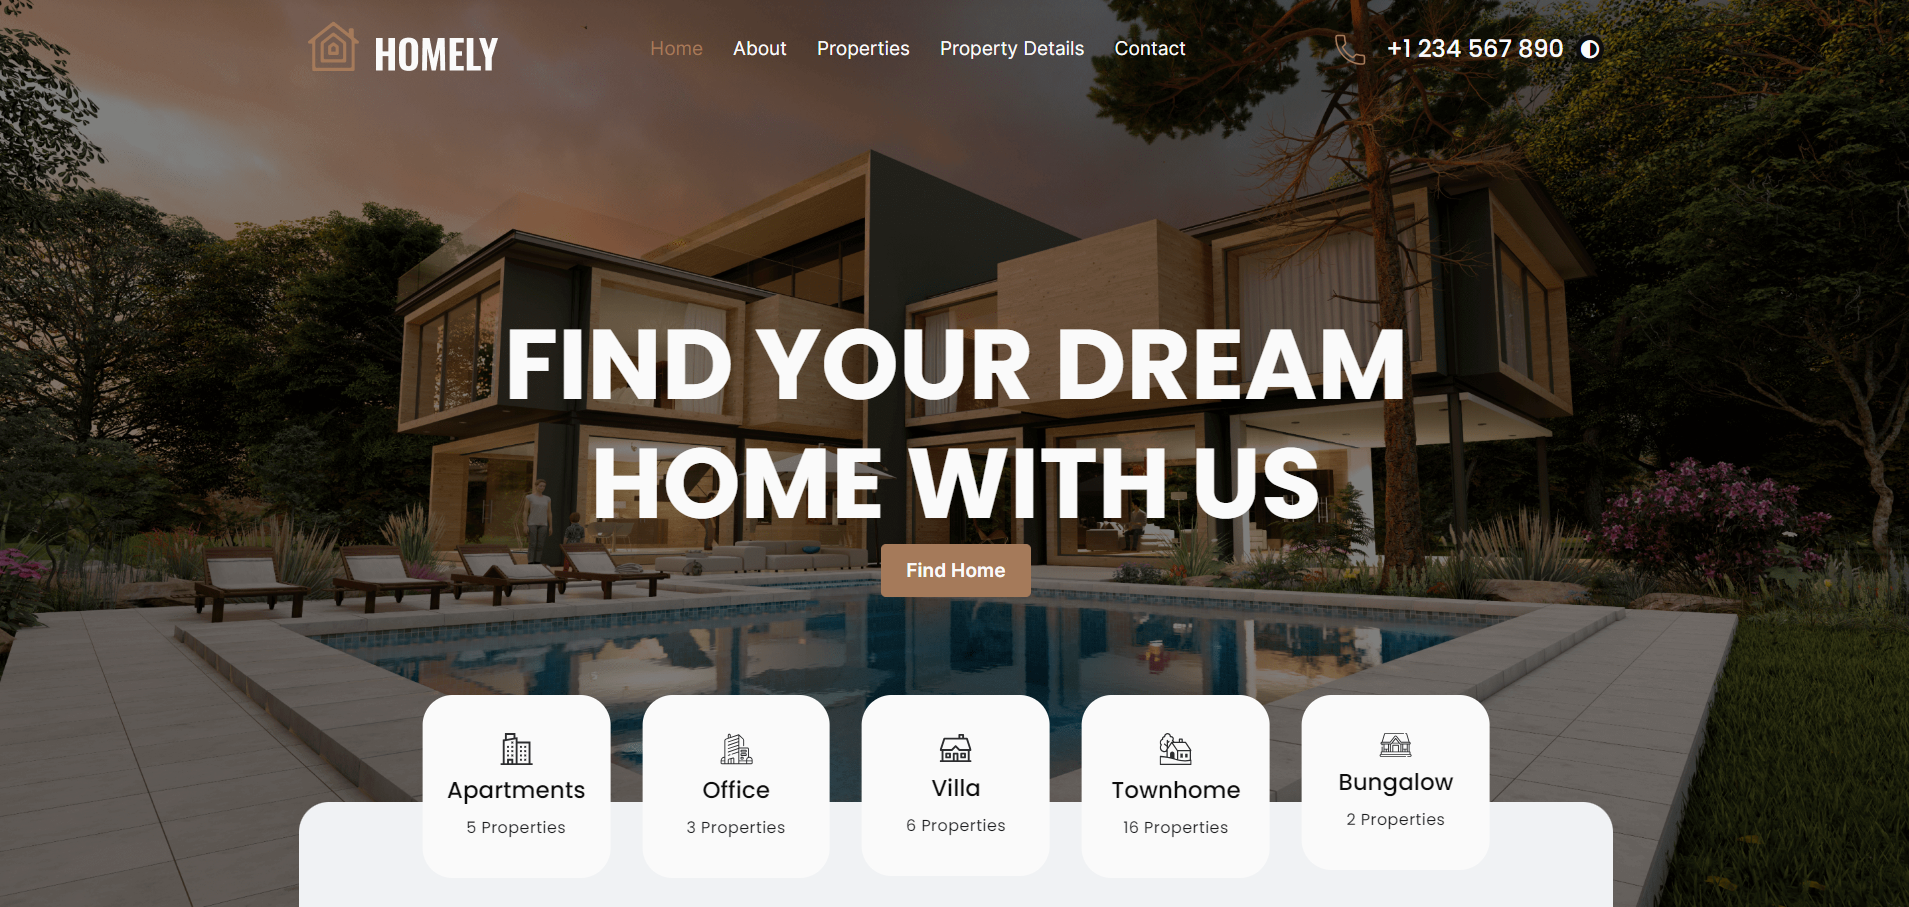 HOMELY
Home About Properties Property Details Contact
+1 234 567 890
FIND YOUR DREAM
HOME WITH US
Find Home
Apartments
5 Properties
Office
3 Properties
Villa
6 Properties
Townhome
16 Properties
Bungalow
2 Properties